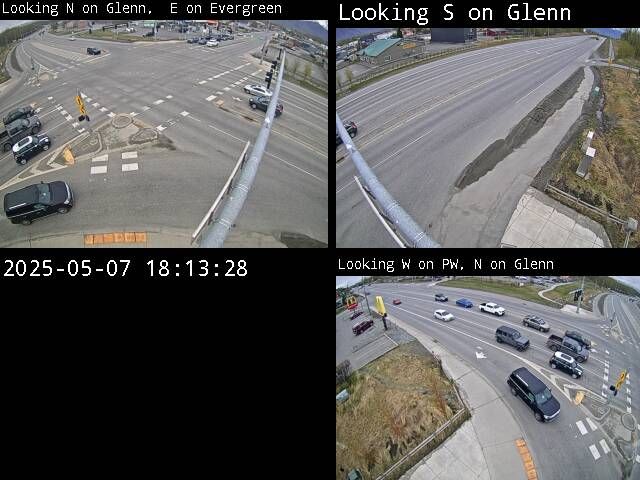 Looking N on Glenn, E on Evergreen
Looking S on Glenn
2025-05-07 18:13:28
Looking W on PW, N on Glenn